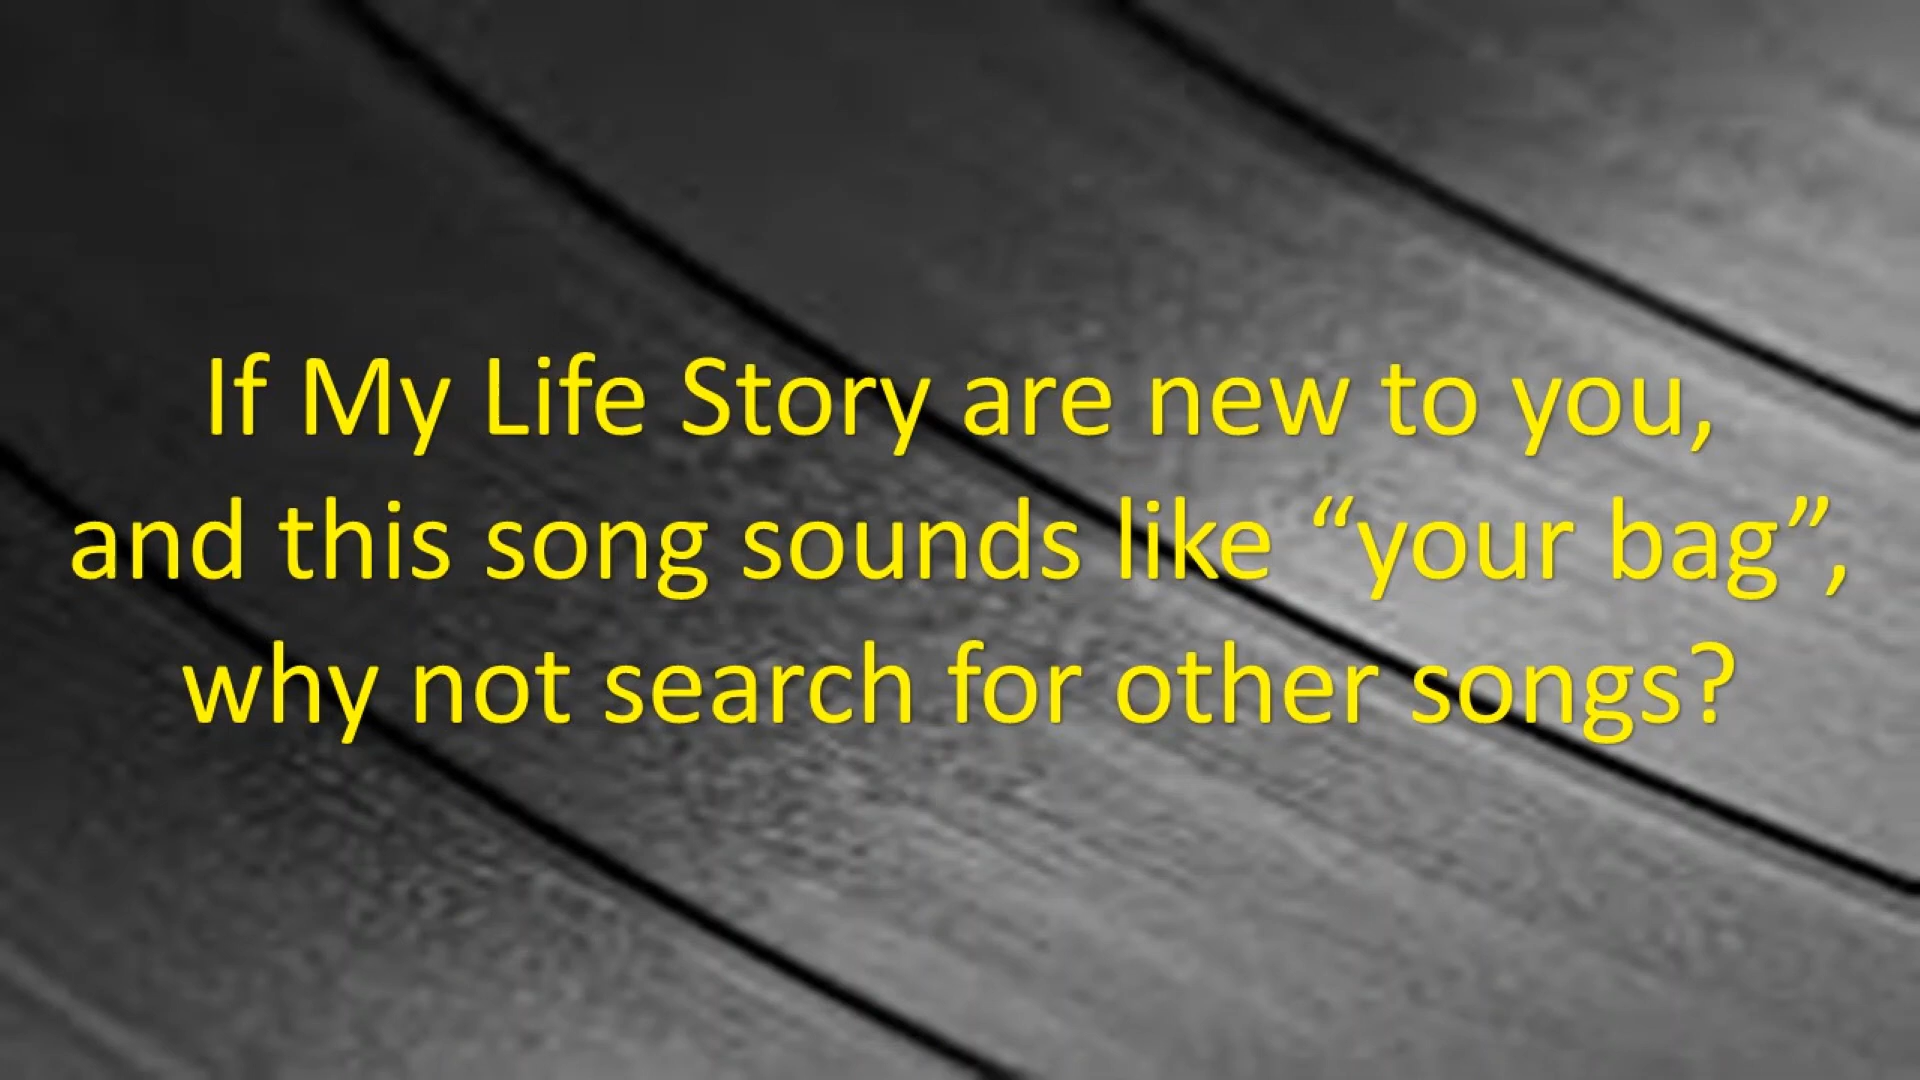 If My Life Story are new to you,
and this song sounds like “your bag”,
why not search for other songs?